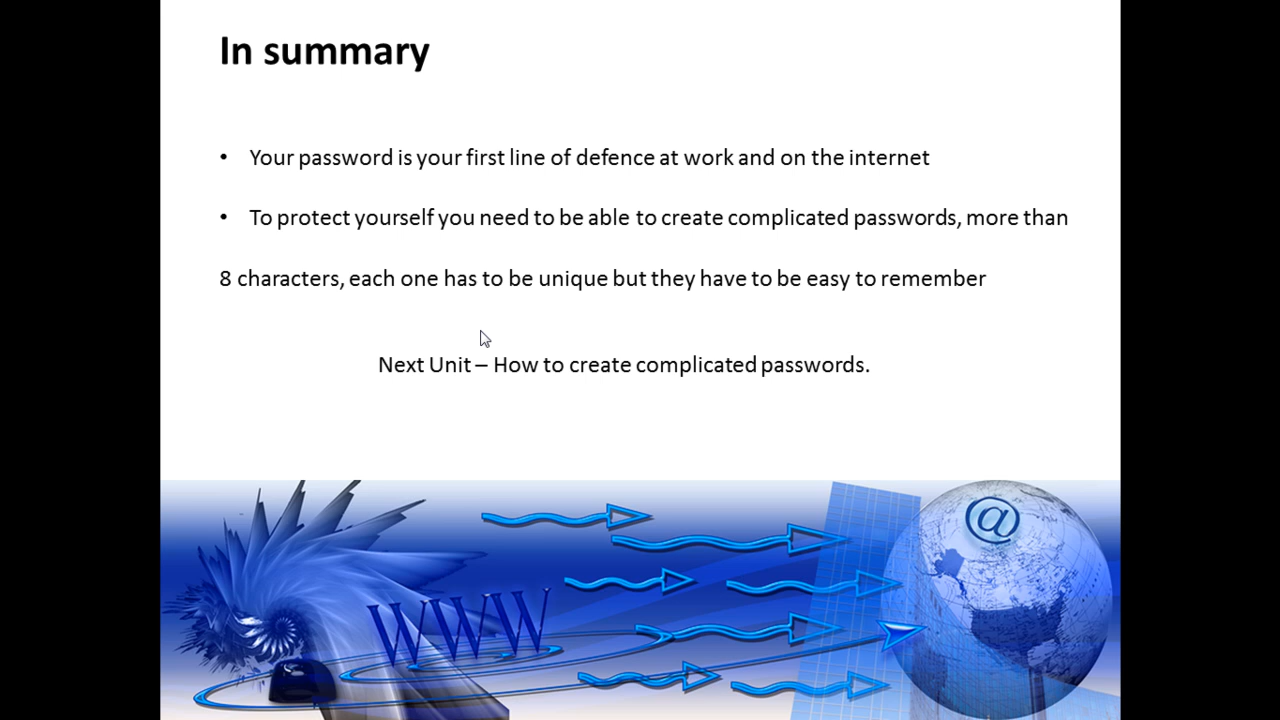 In summary
• Your password is your first line of defence at work and on the internet
• To protect yourself you need to be able to create complicated passwords, more than
8 characters, each one has to be unique but they have to be easy to remember
Next Unit – How to create complicated passwords.
@
WWW